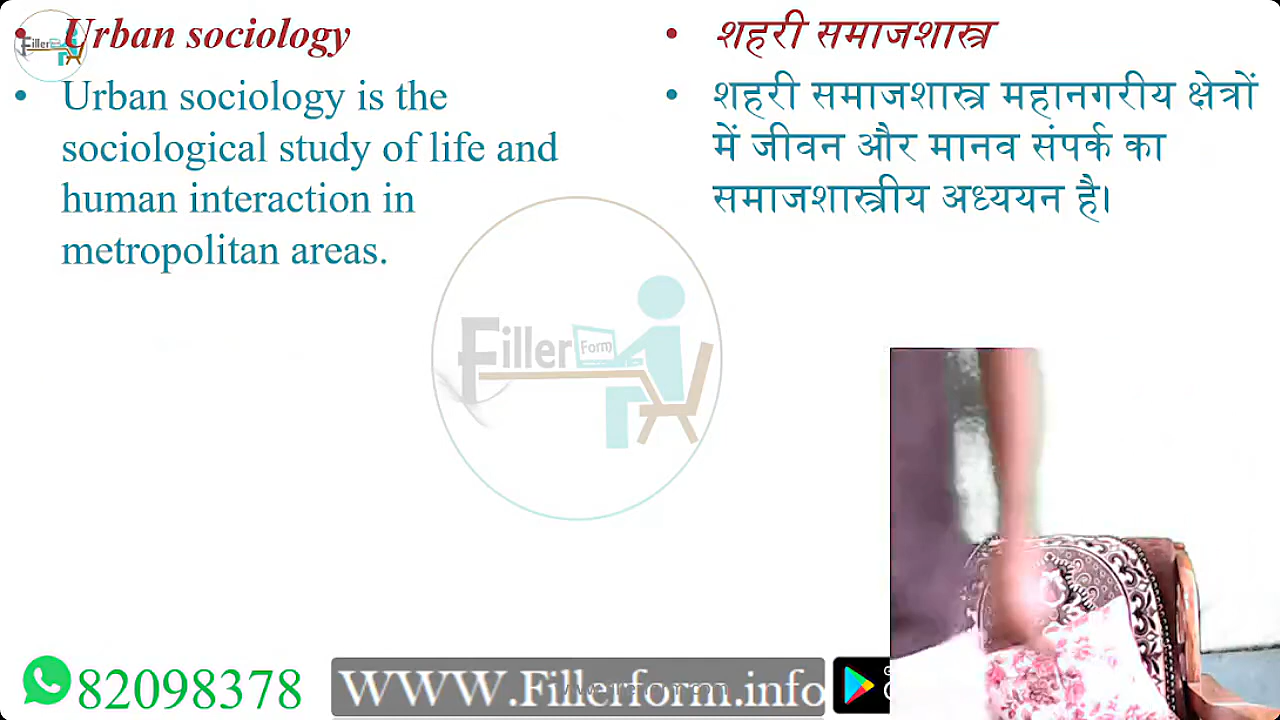 • Urban sociology
• Urban sociology is the
sociological study of life and
human interaction in
metropolitan areas.
• शहरी समाजशास्त्र
• शहरी समाजशास्त्र महानगरीय क्षेत्रों
में जीवन और मानव संपर्क का
समाजशास्त्रीय अध्ययन है।
Filler Form
82098378
WWW.Fillerform.info